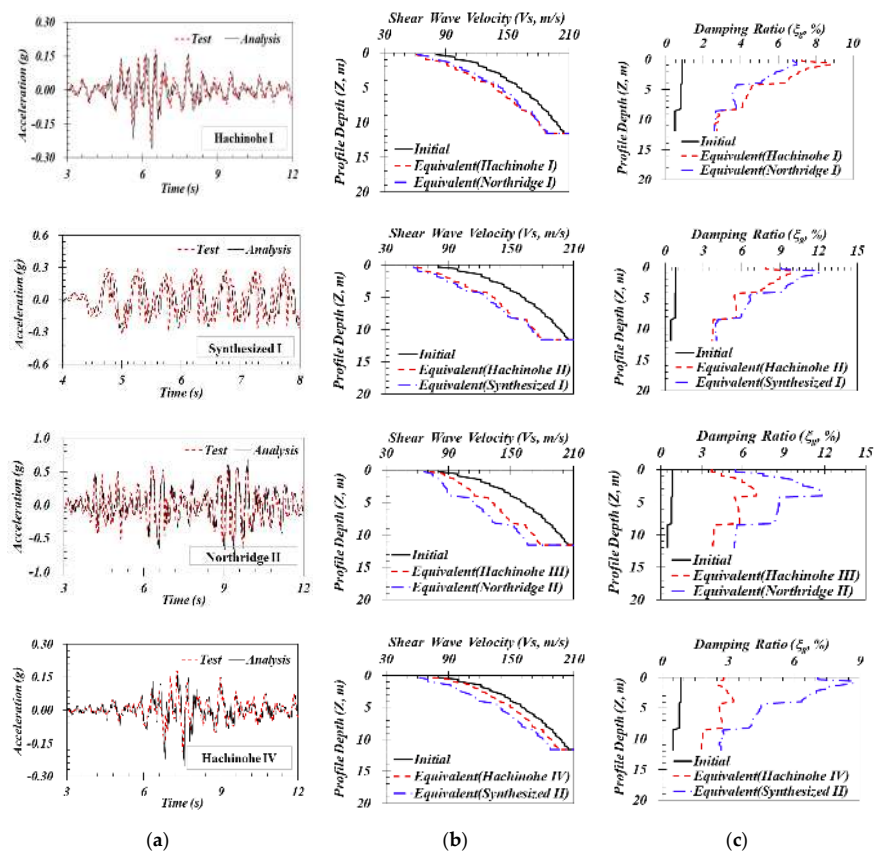 Shear Wave Velocity (Vs, m/s)
Damping Ratio (ξg, %)
0.30
0.15
0.00
-0.15
-0.30
Acceleration (g)
Test Analysis
Hachinohe I
3 6 9 12
Time (s)
30 90 150 210
0
5
10
15
20
Profile Depth (Z, m)
Initial
Equivalent(Hachinohe I)
Equivalent(Northridge I)
0 2 4 6 8 10
0
5
10
15
20
Profile Depth (Z, m)
Initial
Equivalent(Hachinohe I)
Equivalent(Northridge I)
0.6
0.3
0.0
-0.3
-0.6
Acceleration (g)
Test Analysis
Synthesized I
4 5 6 7 8
Time (s)
Shear Wave Velocity (Vs, m/s)
30 90 150 210
0
5
10
15
20
Profile Depth (Z, m)
Initial
Equivalent(Hachinohe II)
Equivalent(Synthesized I)
Damping Ratio (ξg, %)
0 3 6 9 12 15
0
5
10
15
20
Profile Depth (Z, m)
Initial
Equivalent(Hachinohe II)
Equivalent(Synthesized I)
1.0
0.5
0.0
-0.5
-1.0
Acceleration (g)
Test Analysis
Northridge II
3 6 9 12
Time (s)
Shear Wave Velocity (Vs, m/s)
30 90 150 210
0
5
10
15
20
Profile Depth (Z, m)
Initial
Equivalent(Hachinohe III)
Equivalent(Northridge II)
Damping Ratio (ξg, %)
0 3 6 9 12 15
0
5
10
15
20
Profile Depth (Z, m)
Initial
Equivalent(Hachinohe III)
Equivalent(Northridge II)
0.30
0.15
0.00
-0.15
-0.30
Acceleration (g)
Test Analysis
Hachinohe IV
3 6 9 12
Time (s)
Shear Wave Velocity (Vs, m/s)
30 90 150 210
0
5
10
15
20
Profile Depth (Z, m)
Initial
Equivalent(Hachinohe IV)
Equivalent(Synthesized II)
Damping Ratio (ξg, %)
0 3 6 9
0
5
10
15
20
Profile Depth (Z, m)
Initial
Equivalent(Hachinohe IV)
Equivalent(Synthesized II)
(a) (b) (c)